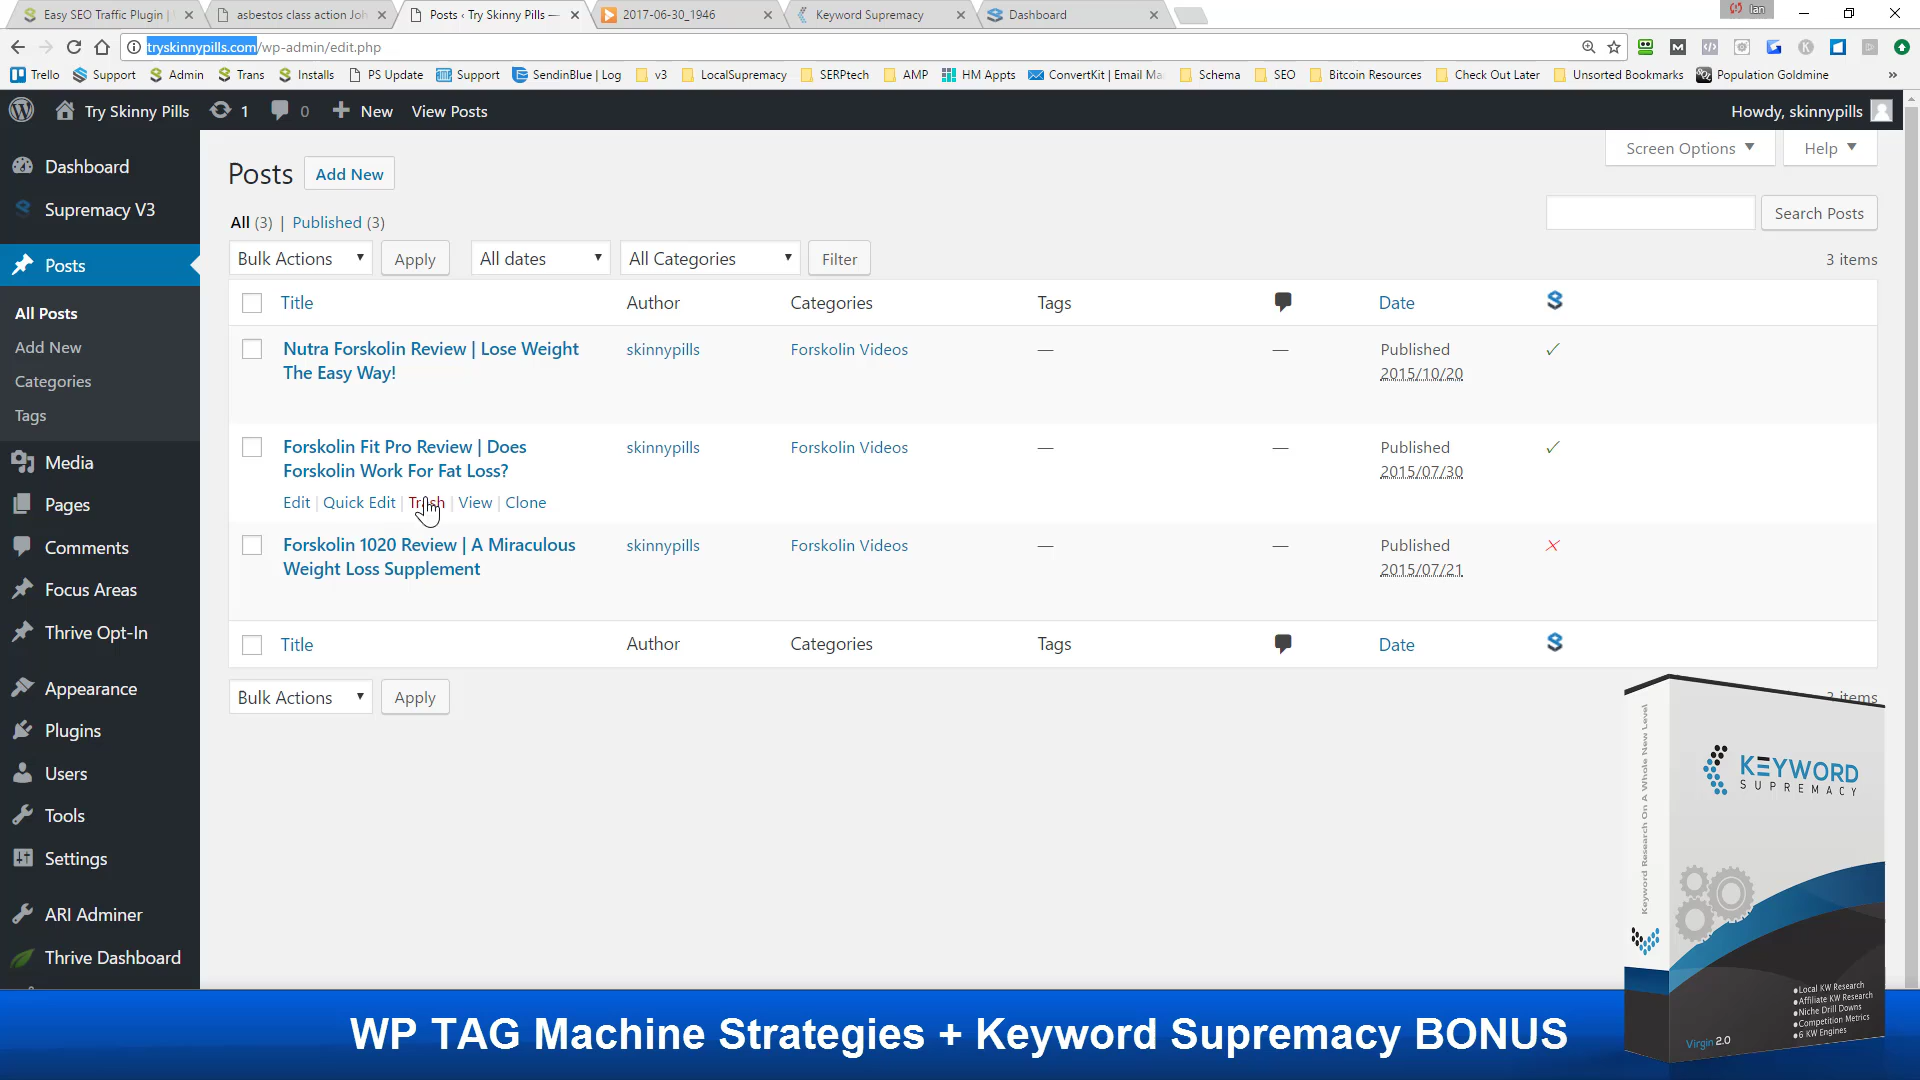 Easy SEO Traffic Plugin |
asbestos class action Joh
Posts ‹ Try Skinny Pills —
2017-06-30_1946
Keyword Supremacy
Dashboard
Ian
tryskinnypills.com/wp-admin/edit.php
Trello
Support
Admin
Trans
Installs
PS Update
Support
SendinBlue | Log
v3
LocalSupremacy
SERPtech
AMP
HM Appts
ConvertKit | Email Ma
Schema
SEO
Bitcoin Resources
Check Out Later
Unsorted Bookmarks
Population Goldmine
»
Try Skinny Pills
1
0
New
View Posts
Howdy, skinnypills
Dashboard
Supremacy V3
Posts
All Posts
Add New
Categories
Tags
Media
Pages
Comments
Focus Areas
Thrive Opt-In
Appearance
Plugins
Users
Tools
Settings
ARI Adminer
Thrive Dashboard
Screen Options
Help
Posts
Add New
All (3) | Published (3)
Search Posts
Bulk Actions
Apply
All dates
All Categories
Filter
3 items
Title
Author
Categories
Tags
Date
Nutra Forskolin Review | Lose Weight
The Easy Way!
skinnypills
Forskolin Videos
—
—
Published
2015/10/20
Forskolin Fit Pro Review | Does
Forskolin Work For Fat Loss?
skinnypills
Forskolin Videos
—
—
Published
2015/07/30
Edit | Quick Edit | Trash | View | Clone
Forskolin 1020 Review | A Miraculous
Weight Loss Supplement
skinnypills
Forskolin Videos
—
—
Published
2015/07/21
Title
Author
Categories
Tags
Date
Bulk Actions
Apply
3 items
Keyword Research On A Whole New Level
KEYWORD
SUPREMACY
Local KW Research
Affiliate KW Research
Niche Drill Downs
Competition Metrics
6 KW Engines
Virgin 2.0
WP TAG Machine Strategies + Keyword Supremacy BONUS